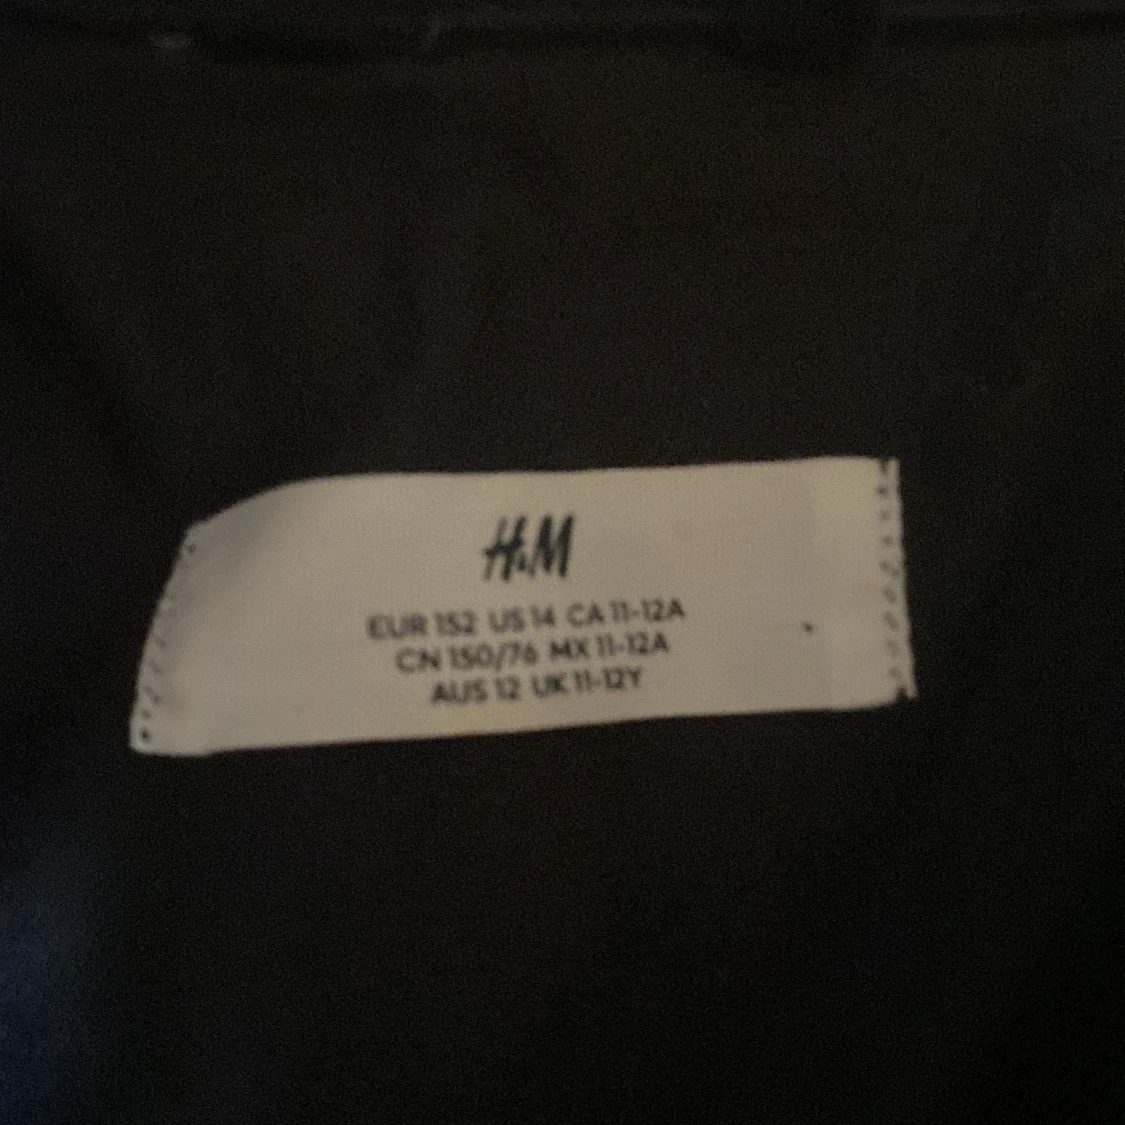 H&M
EUR 152 US 14 CA 11-12A
CN 150/76 MX 11-12A
AUS 12 UK 11-12Y